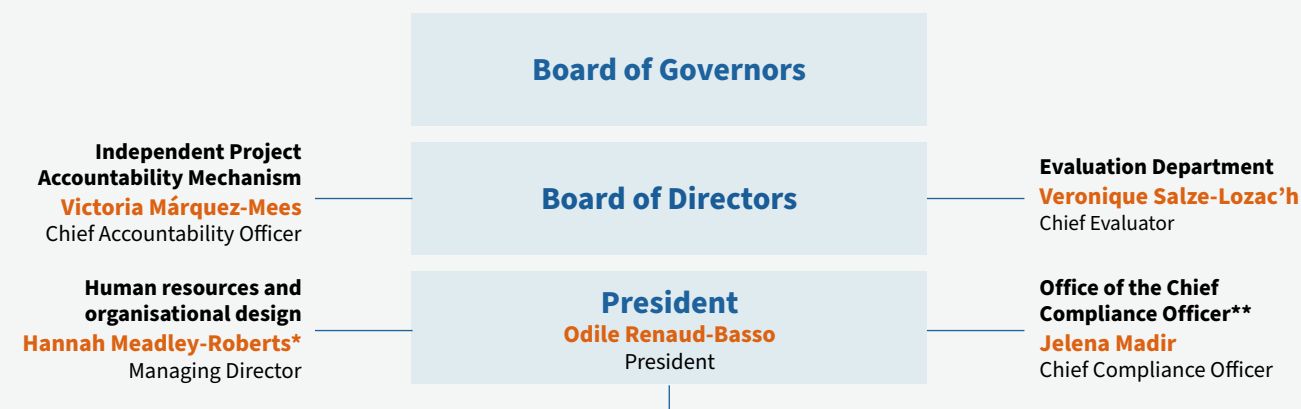 Board of Governors
Independent Project
Accountability Mechanism
Victoria Márquez-Mees
Chief Accountability Officer
Board of Directors
Evaluation Department
Veronique Salze-Lozac’h
Chief Evaluator
Human resources and
organisational design
Hannah Meadley-Roberts*
Managing Director
President
Odile Renaud-Basso
President
Office of the Chief
Compliance Officer**
Jelena Madir
Chief Compliance Officer